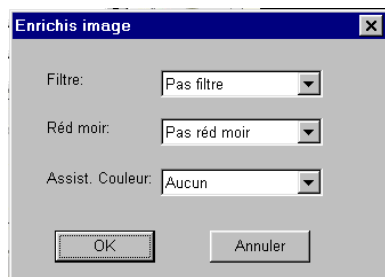 Enrichis image
Filtre: Pas filtre
Réd moir: Pas réd moir
Assist. Couleur: Aucun
OK Annuler